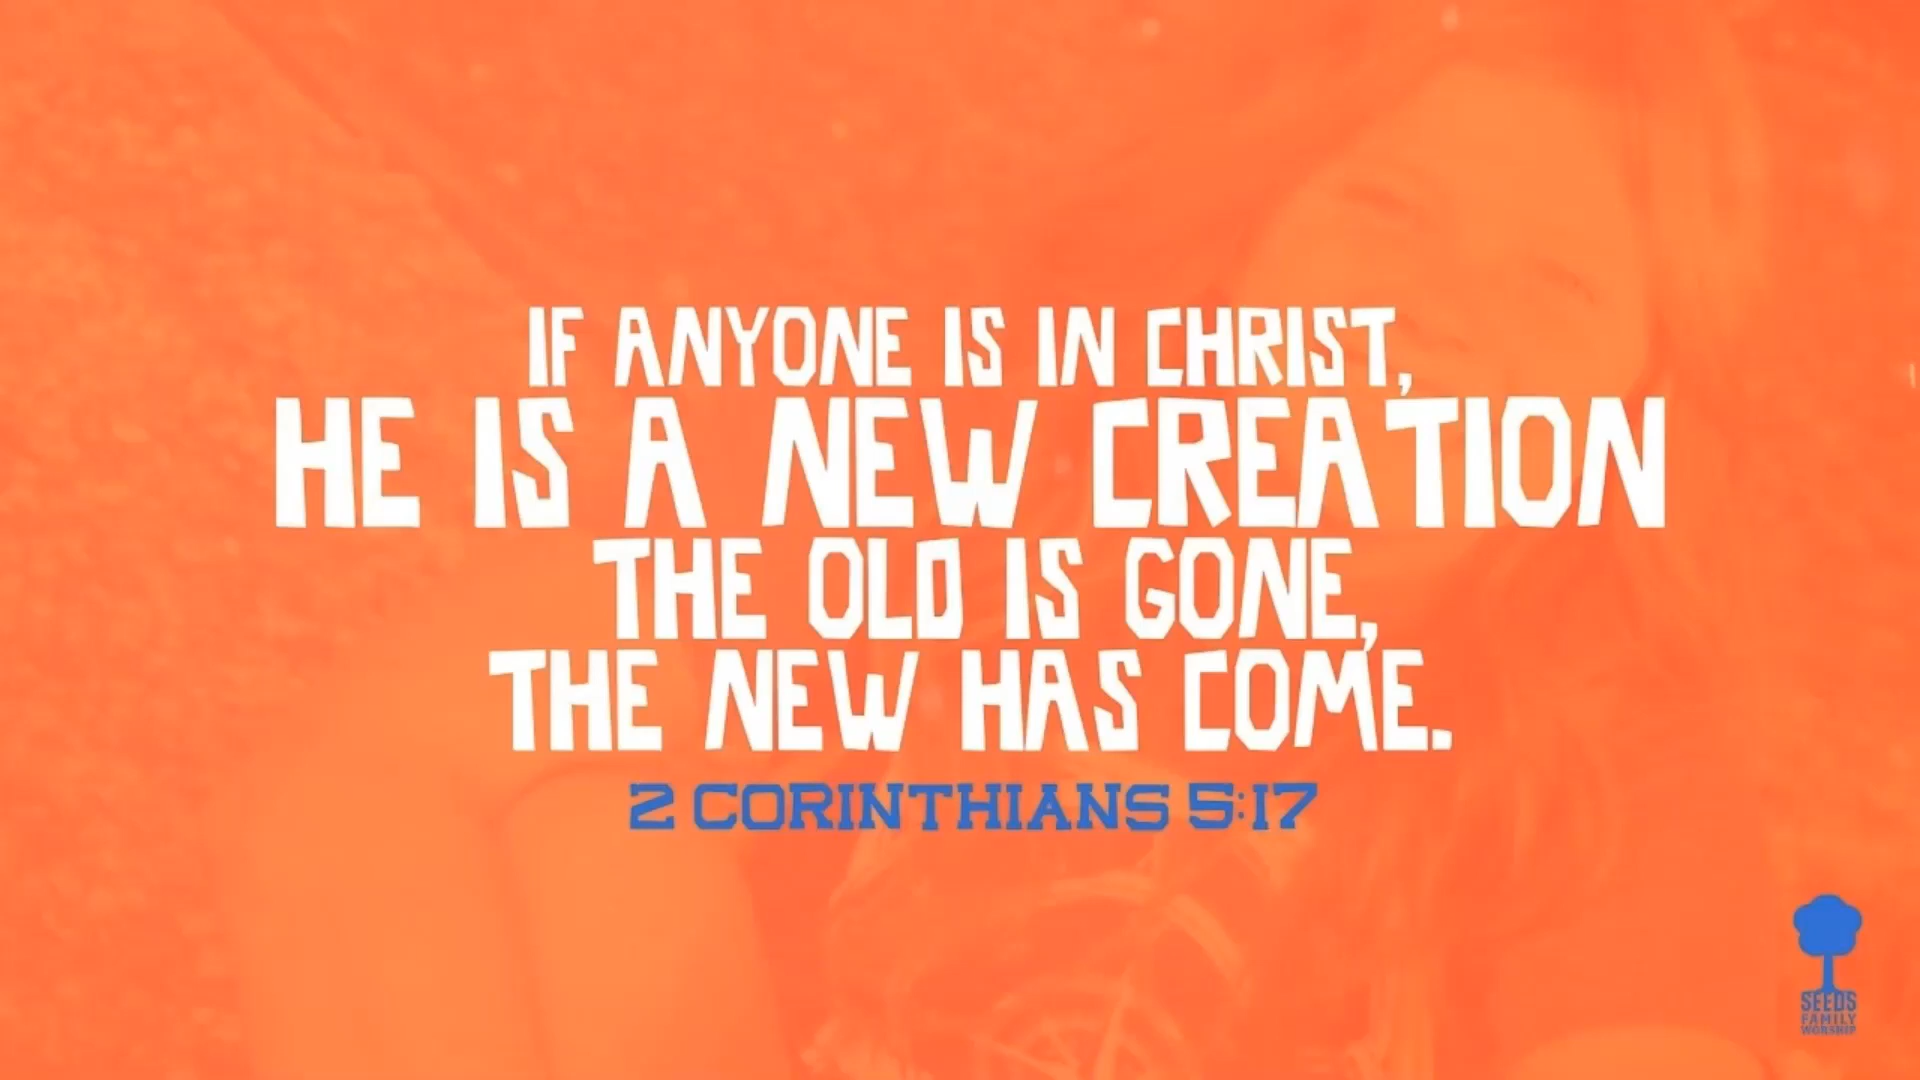 IF ANYONE IS IN CHRIST,
HE IS A NEW CREATION
THE OLD IS GONE,
THE NEW HAS COME.
2 CORINTHIANS 5:17
SEEDS
FAMILY
WORSHIP